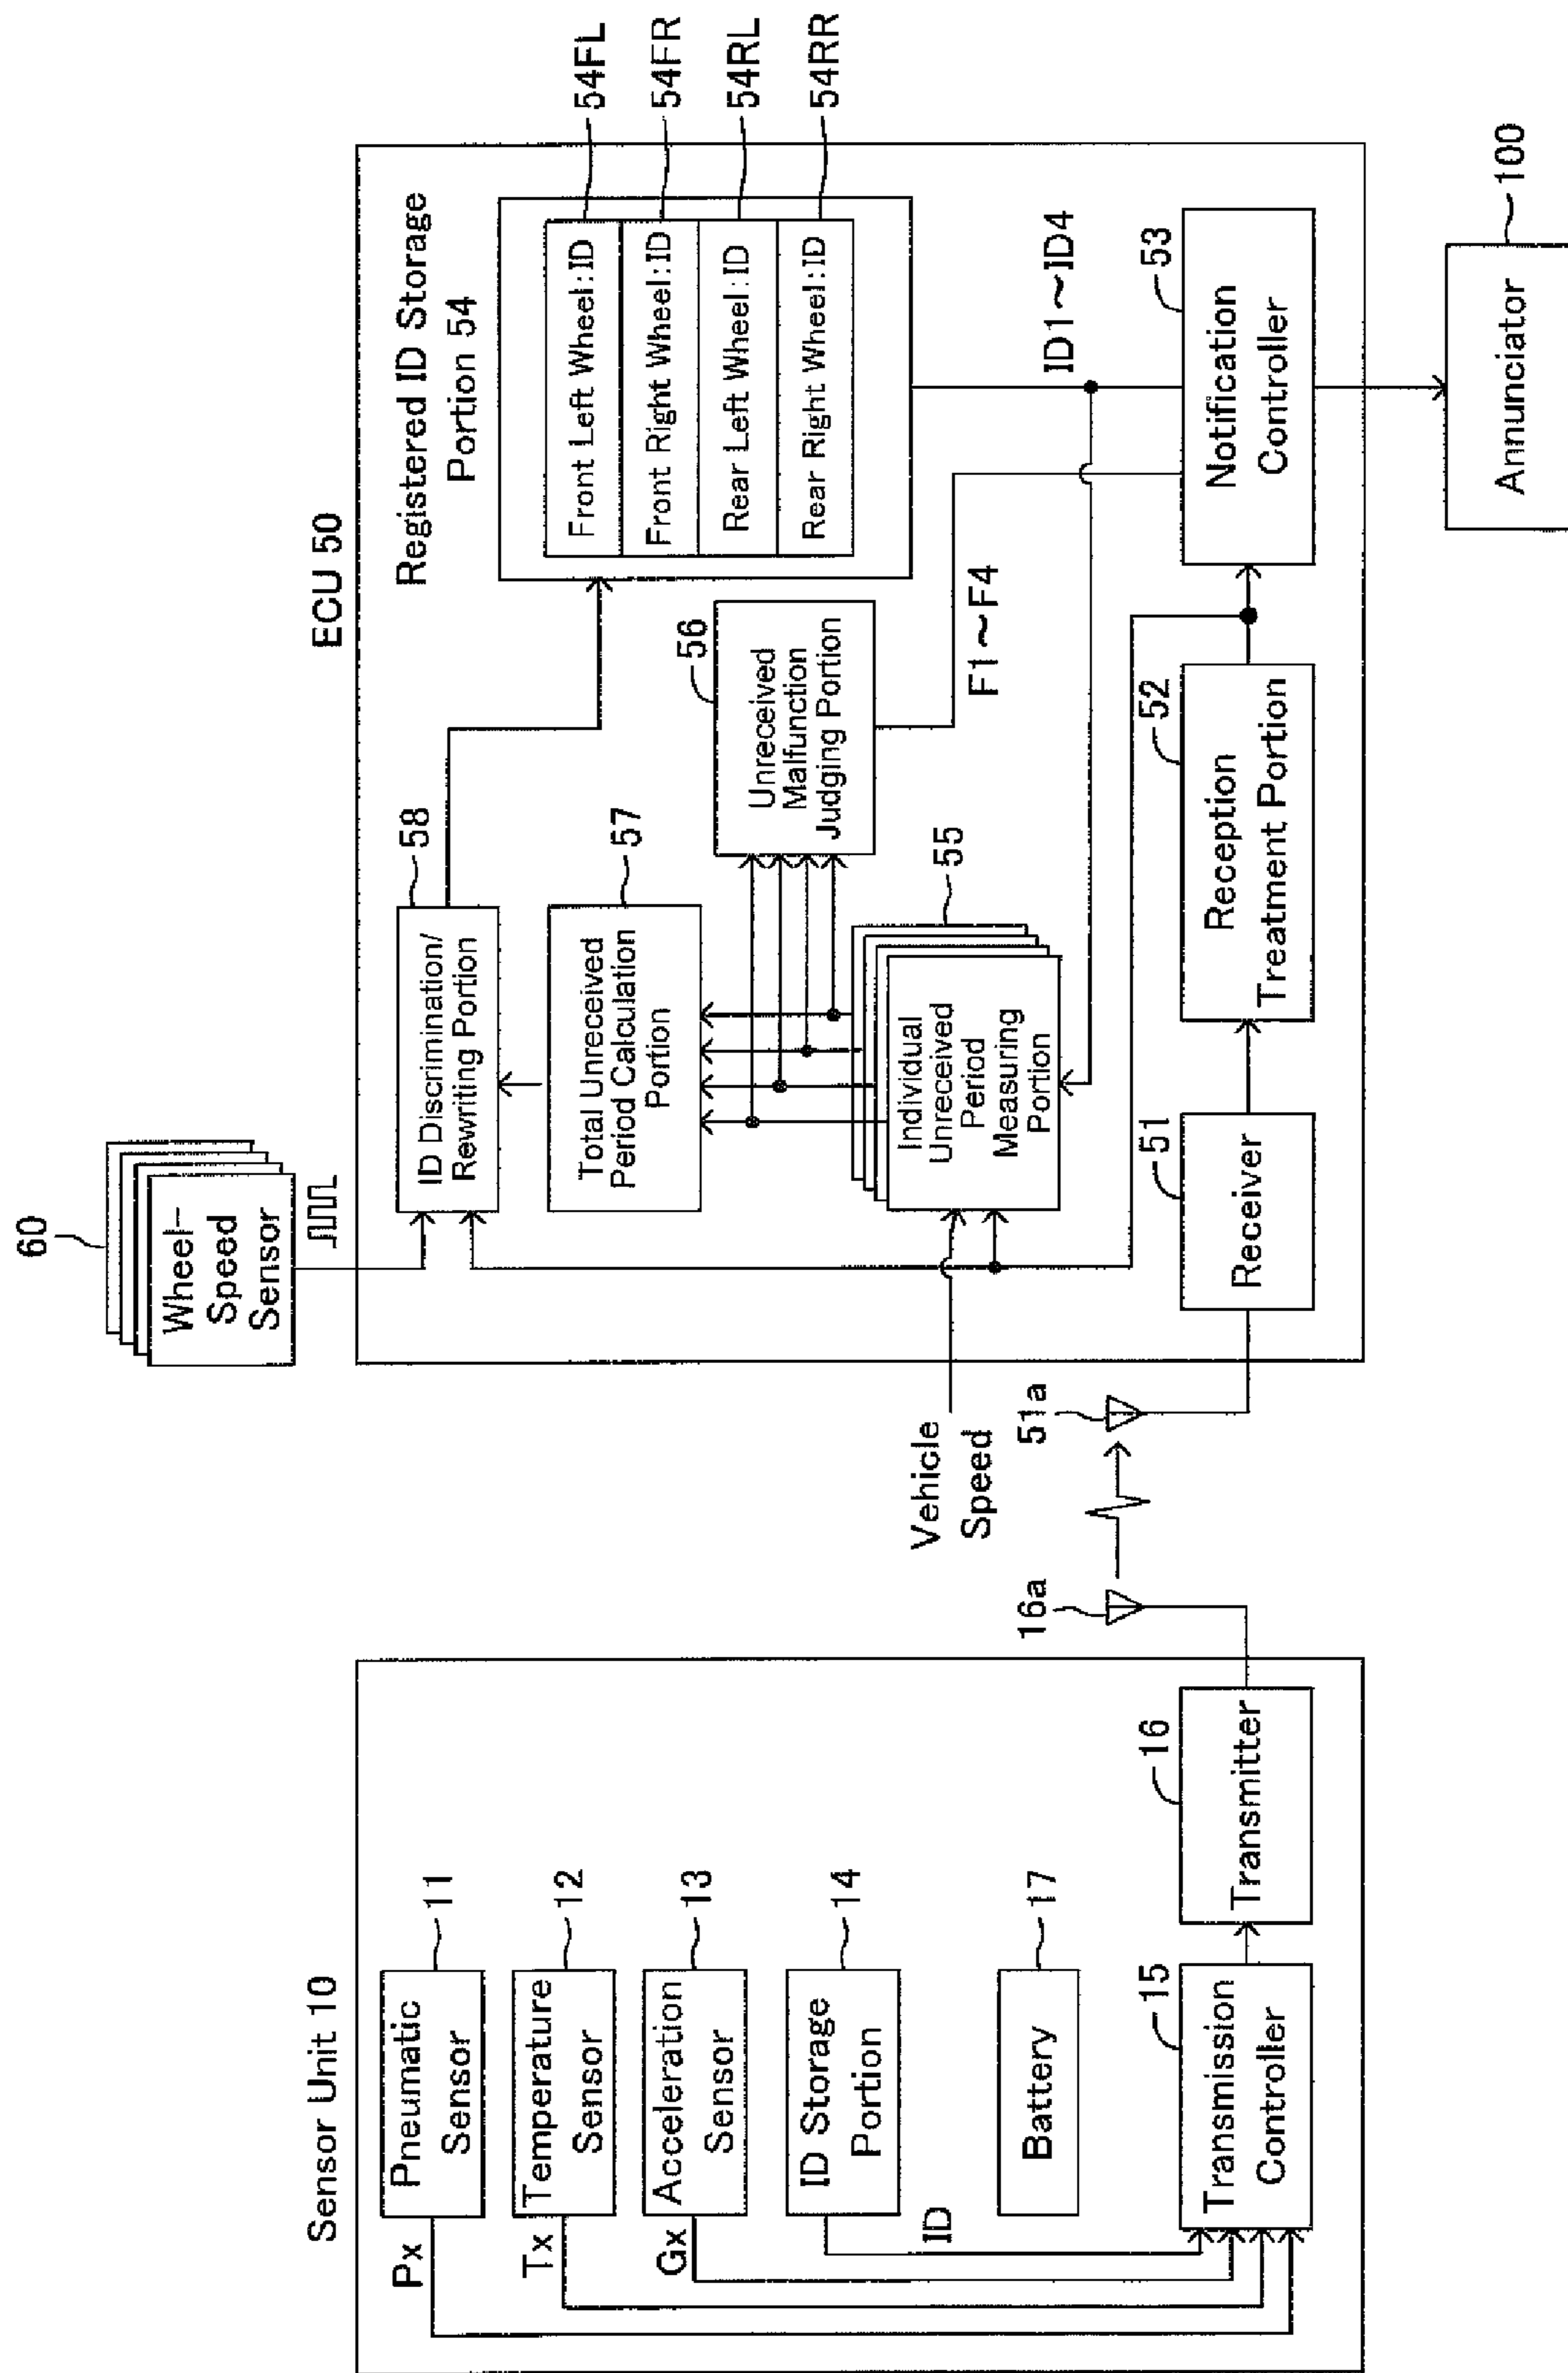 Sensor Unit 10
Pneumatic
Sensor
11
Px
Temperature
Sensor
12
Tx
Acceleration
Sensor
13
Gx
ID Storage
Portion
14
ID
Battery
17
Transmission
Controller
15
Transmitter
16
16a
51a
Vehicle
Speed
60
Wheel-
Speed
Sensor
ECU 50
ID Discrimination/
Rewriting Portion
58
Total Unreceived
Period Calculation
Portion
57
Individual
Unreceived
Period
Measuring
Portion
55
Unreceived
Malfunction
Judging Portion
56
F1~F4
Registered ID Storage
Portion 54
Front Left Wheel:ID
Front Right Wheel:ID
Rear Left Wheel:ID
Rear Right Wheel:ID
54FL
54FR
54RL
54RR
ID1~ID4
Receiver
51
Reception
Treatment Portion
52
Notification
Controller
53
Annunciator
100